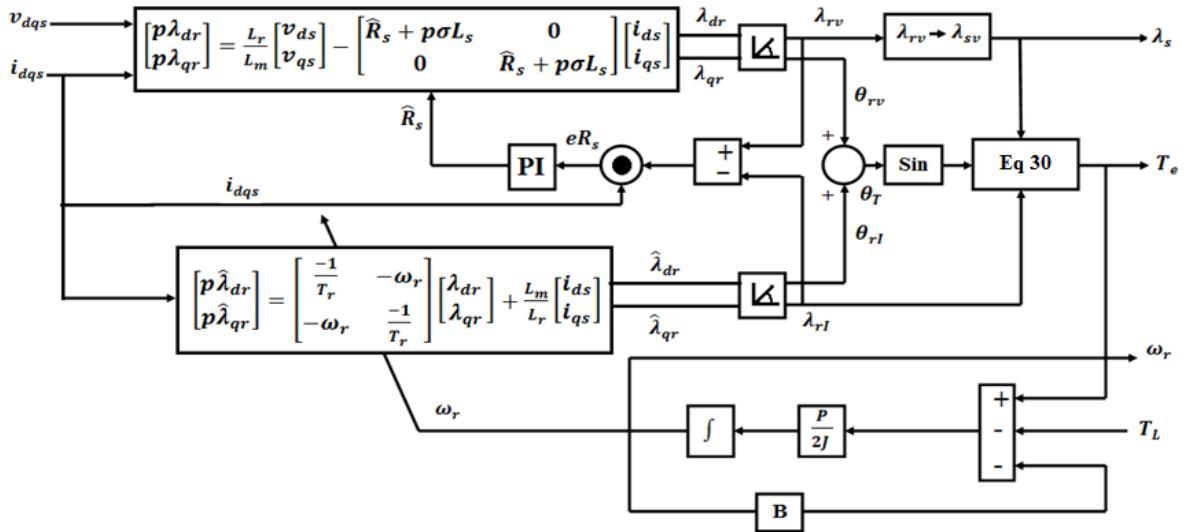 v_dqs
i_dqs
[pλ_dr; pλ_qr] = L_r/L_m [v_ds; v_qs] − [R̂_s + pσL_s 0; 0 R̂_s + pσL_s] [i_ds; i_qs]
λ_dr
λ_qr
λ_rv
λ_rv → λ_sv
λ_s
θ_rv
R̂_s
PI
eR_s
+
−
+
+
θ_T
Sin
Eq 30
T_e
i_dqs
θ_rI
[pλ̂_dr; pλ̂_qr] = [−1/T_r −ω_r; −ω_r −1/T_r] [λ_dr; λ_qr] + L_m/L_r [i_ds; i_qs]
λ̂_dr
λ̂_qr
λ_rI
ω_r
ω_r
∫
P/2J
+
-
-
T_L
B